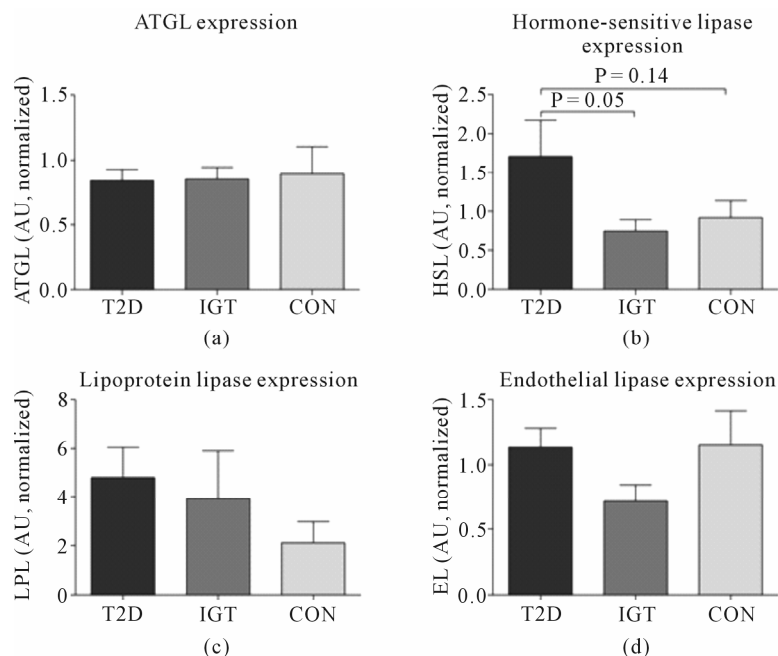 ATGL expression
ATGL (AU, normalized)
1.5
1.0
0.5
0.0
T2D IGT CON
(a)
Hormone-sensitive lipase
expression
P = 0.14
P = 0.05
HSL (AU, normalized)
2.5
2.0
1.5
1.0
0.5
0.0
T2D IGT CON
(b)
Lipoprotein lipase expression
LPL (AU, normalized)
8
6
4
2
0
T2D IGT CON
(c)
Endothelial lipase expression
EL (AU, normalized)
1.5
1.0
0.5
0.0
T2D IGT CON
(d)